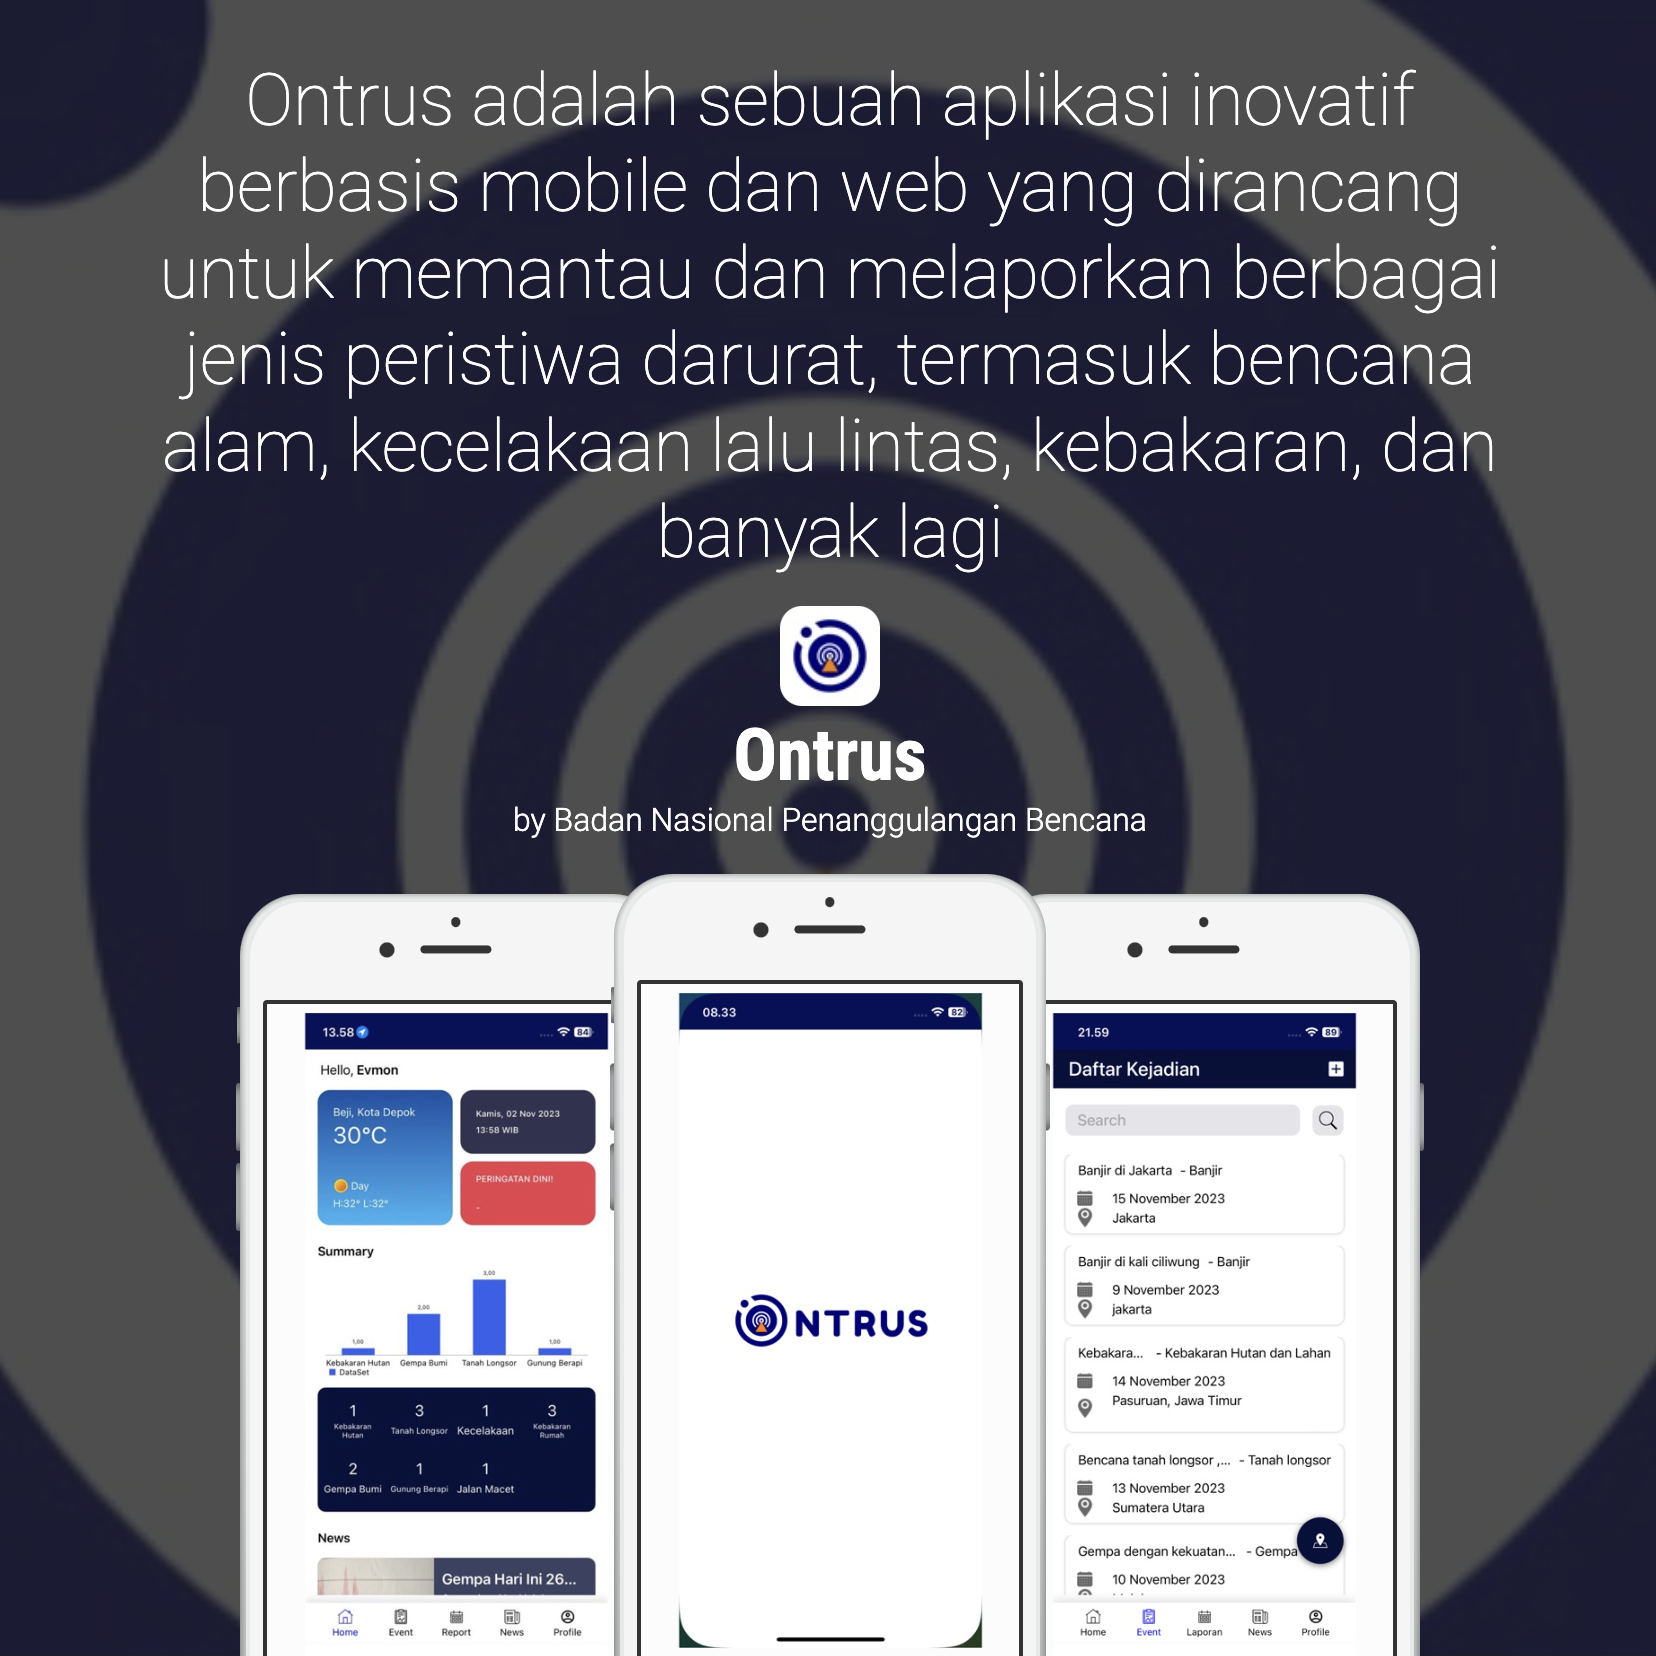 Ontrus adalah sebuah aplikasi inovatif
berbasis mobile dan web yang dirancang
untuk memantau dan melaporkan berbagai
jenis peristiwa darurat, termasuk bencana
alam, kecelakaan lalu lintas, kebakaran, dan
banyak lagi
Ontrus
by Badan Nasional Penanggulangan Bencana
13.58
84
Hello, Evmon
Beji, Kota Depok
30°C
Day
H:32° L:32°
Kamis, 02 Nov 2023
13:58 WIB
PERINGATAN DINI!
-
Summary
1,00
2,00
3,00
1,00
Kebakaran Hutan Gempa Bumi Tanah Longsor Gunung Berapi
DataSet
1 3 1 3
Kebakaran Hutan Tanah Longsor Kecelakaan Kebakaran Rumah
2 1 1
Gempa Bumi Gunung Berapi Jalan Macet
News
Gempa Hari Ini 26...
Home Event Report News Profile
08.33
82
NTRUS
21.59
89
Daftar Kejadian
Search
Banjir di Jakarta - Banjir
15 November 2023
Jakarta
Banjir di kali ciliwung - Banjir
9 November 2023
jakarta
Kebakara... - Kebakaran Hutan dan Lahan
14 November 2023
Pasuruan, Jawa Timur
Bencana tanah longsor ,... - Tanah longsor
13 November 2023
Sumatera Utara
Gempa dengan kekuatan... - Gempa
10 November 2023
Home Event Laporan News Profile